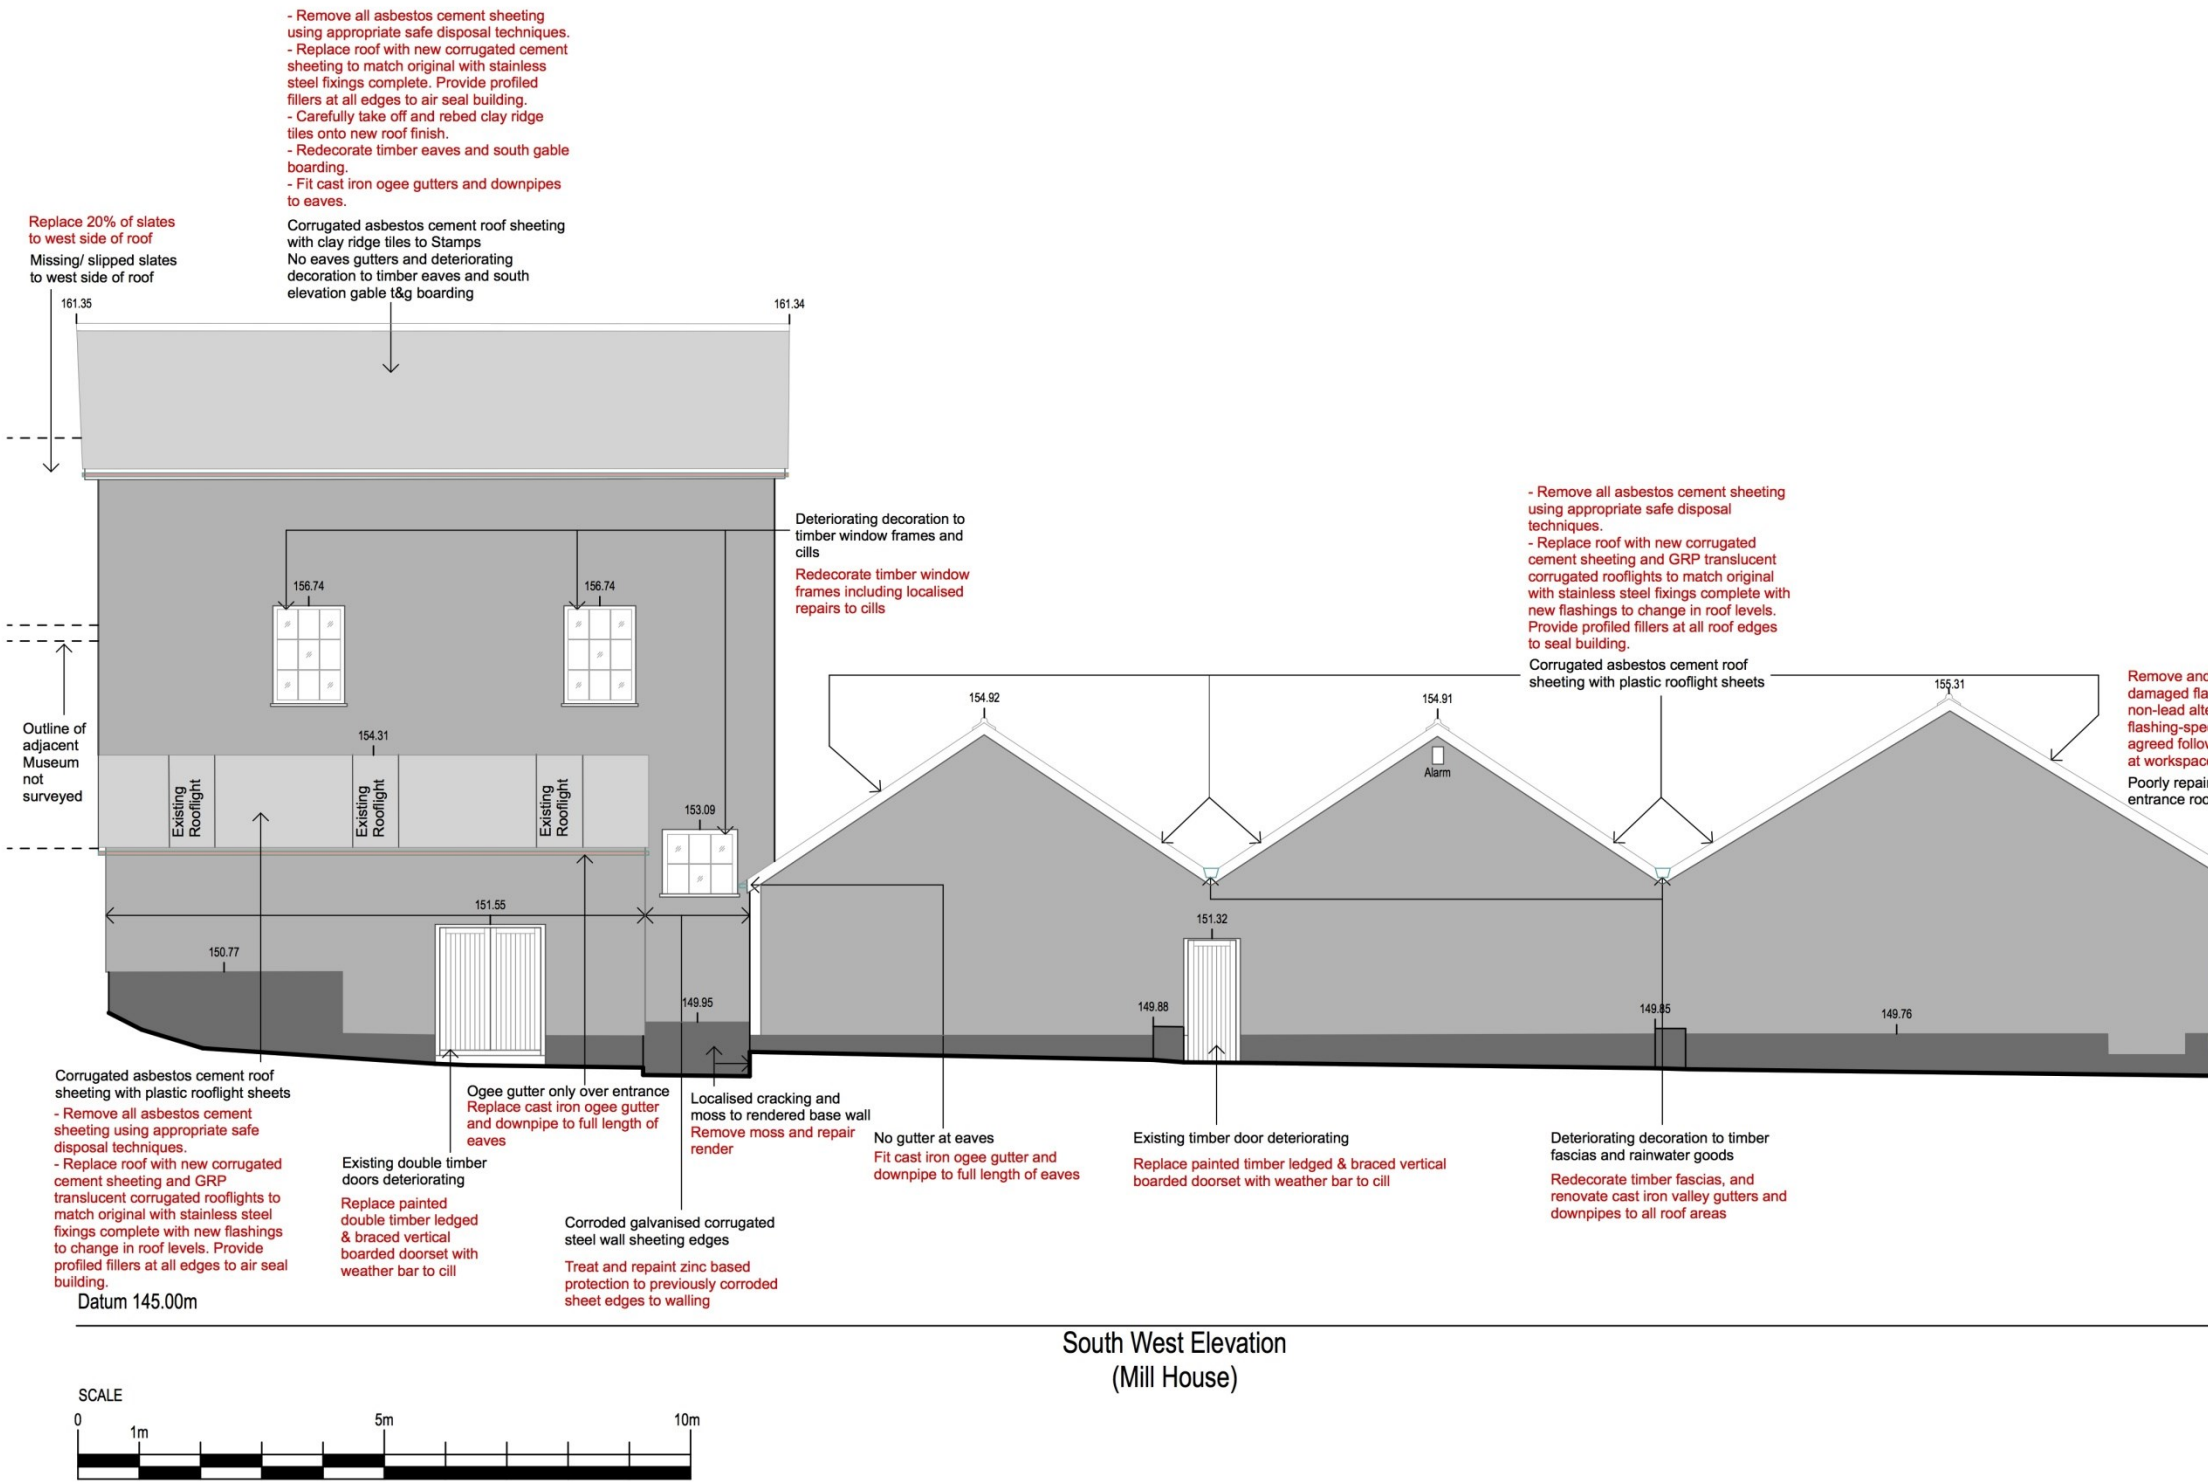 - Remove all asbestos cement sheeting
using appropriate safe disposal techniques.
- Replace roof with new corrugated cement
sheeting to match original with stainless
steel fixings complete. Provide profiled
fillers at all edges to air seal building.
- Carefully take off and rebed clay ridge
tiles onto new roof finish.
- Redecorate timber eaves and south gable
boarding.
- Fit cast iron ogee gutters and downpipes
to eaves.
Replace 20% of slates
to west side of roof
Missing/ slipped slates
to west side of roof
Corrugated asbestos cement roof sheeting
with clay ridge tiles to Stamps
No eaves gutters and deteriorating
decoration to timber eaves and south
elevation gable t&g boarding
161.35
161.34
Deteriorating decoration to
timber window frames and
cills
Redecorate timber window
frames including localised
repairs to cills
- Remove all asbestos cement sheeting
using appropriate safe disposal
techniques.
- Replace roof with new corrugated
cement sheeting and GRP translucent
corrugated rooflights to match original
with stainless steel fixings complete with
new flashings to change in roof levels.
Provide profiled fillers at all roof edges
to seal building.
Corrugated asbestos cement roof
sheeting with plastic rooflight sheets
156.74
156.74
Outline of
adjacent
Museum
not
surveyed
154.31
Existing
Rooflight
Existing
Rooflight
Existing
Rooflight
153.09
154.92
154.91
Alarm
155.31
Remove and
damaged fla
non-lead alte
flashing-spe
agreed follow
at workspac
Poorly repair
entrance roo
151.55
150.77
149.95
149.88
151.32
149.85
149.76
Corrugated asbestos cement roof
sheeting with plastic rooflight sheets
- Remove all asbestos cement
sheeting using appropriate safe
disposal techniques.
- Replace roof with new corrugated
cement sheeting and GRP
translucent corrugated rooflights to
match original with stainless steel
fixings complete with new flashings
to change in roof levels. Provide
profiled fillers at all edges to air seal
building.
Existing double timber
doors deteriorating
Replace painted
double timber ledged
& braced vertical
boarded doorset with
weather bar to cill
Ogee gutter only over entrance
Replace cast iron ogee gutter
and downpipe to full length of
eaves
Corroded galvanised corrugated
steel wall sheeting edges
Treat and repaint zinc based
protection to previously corroded
sheet edges to walling
Localised cracking and
moss to rendered base wall
Remove moss and repair
render
No gutter at eaves
Fit cast iron ogee gutter and
downpipe to full length of eaves
Existing timber door deteriorating
Replace painted timber ledged & braced vertical
boarded doorset with weather bar to cill
Deteriorating decoration to timber
fascias and rainwater goods
Redecorate timber fascias, and
renovate cast iron valley gutters and
downpipes to all roof areas
Datum 145.00m
South West Elevation
(Mill House)
SCALE
0
1m
5m
10m